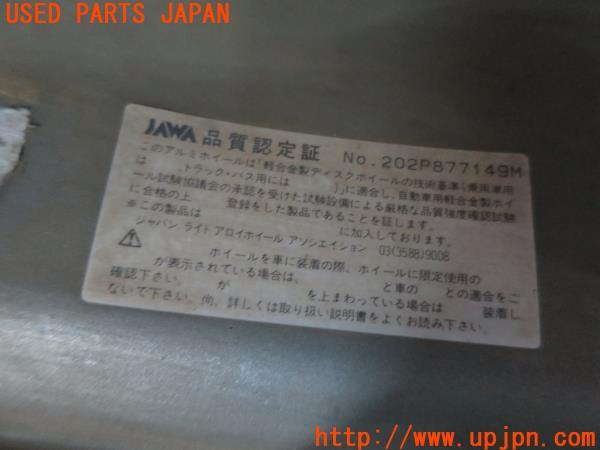 USED PARTS JAPAN
JAWA 品質認定証 No.202P877149M
このアルミホイールは「軽合金製ディスクホイールの技術基準(乗用車用
は トラック・バス用には )」に適合し、自動車用軽合金製ホイ
ール試験協議会の承認を受けた試験設備による厳格な品質強度確認試験
に合格の上 登録をした製品であることを証します。
※この製品は に加入しております。
ジャパン ライト アロイホイール アソシエイション 03(3588)9008
ホイールを車に装着の際、ホイールに限定使用の
が表示されている場合は、 と車の との適合をご
確認下さい。 が を上まわっている場合は 装着し
ないで下さい。尚、詳しくは取り扱い説明書をよくお読み下さい。
http://www.upjpn.com/